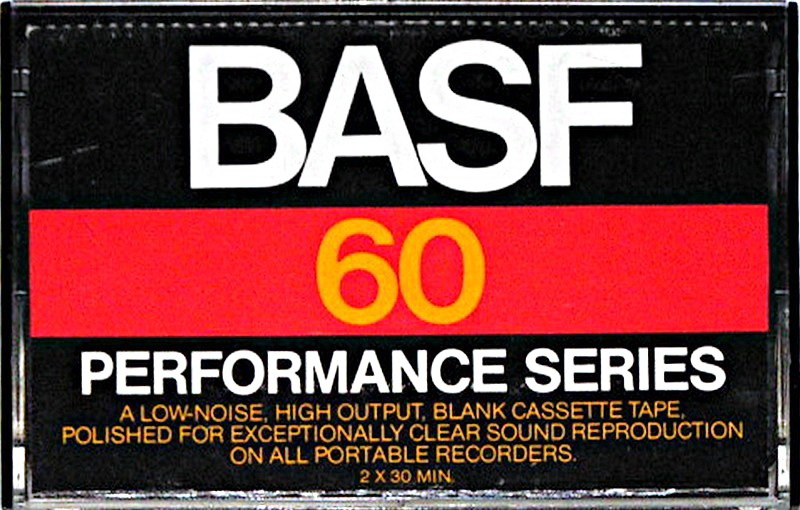 BASF
60
PERFORMANCE SERIES
A LOW-NOISE, HIGH OUTPUT, BLANK CASSETTE TAPE,
POLISHED FOR EXCEPTIONALLY CLEAR SOUND REPRODUCTION
ON ALL PORTABLE RECORDERS.
2 X 30 MIN.